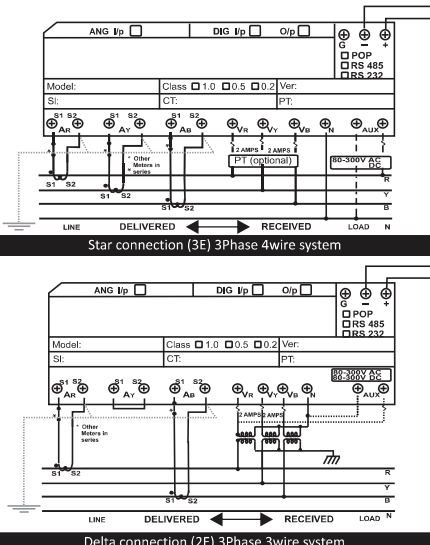 ANG I/p DIG I/p O/p
G - +
POP
RS 485
RS 232
Model: Class 1.0 0.5 0.2 Ver:
SI: CT: PT:
S1 S2 S1 S2 S1 S2
AR AY AB VR VY VB N AUX
2 AMPS 2 AMPS
* Other
Meters in
series
PT (optional)
80-300V AC
DC
R
S1 S2 Y
S1 S2 B
S1 S2
LINE DELIVERED RECEIVED LOAD N
Star connection (3E) 3Phase 4wire system
ANG I/p DIG I/p O/p
G - +
POP
RS 485
RS 232
Model: Class 1.0 0.5 0.2 Ver:
SI: CT: PT:
80-300V AC
80-300V DC
S1 S2 S1 S2 S1 S2
AR AY AB VR VY VB N AUX
2 AMPS 2 AMPS
* Other
Meters in
series
S1 S2 R
Y
S1 S2 B
LINE DELIVERED RECEIVED LOAD N
Delta connection (2E) 3Phase 3wire system